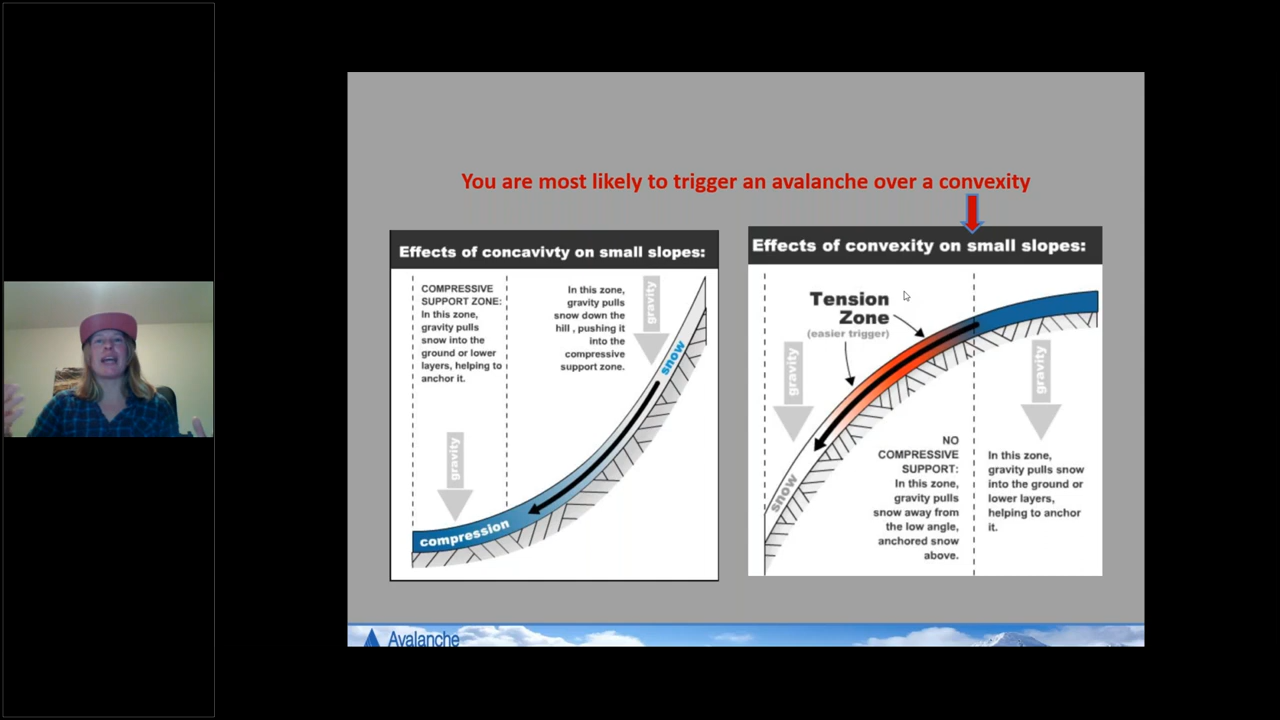 You are most likely to trigger an avalanche over a convexity
Effects of concavivty on small slopes:
COMPRESSIVE
SUPPORT ZONE:
In this zone,
gravity pulls
snow into the
ground or lower
layers, helping to
anchor it.
In this zone,
gravity pulls
snow down the
hill , pushing it
into the
compressive
support zone.
gravity
snow
gravity
compression
Effects of convexity on small slopes:
Tension
Zone
(easier trigger)
gravity
gravity
snow
NO
COMPRESSIVE
SUPPORT:
In this zone,
gravity pulls
snow away from
the low angle,
anchored snow
above.
In this zone,
gravity pulls snow
into the ground or
lower layers,
helping to anchor
it.
Avalanche